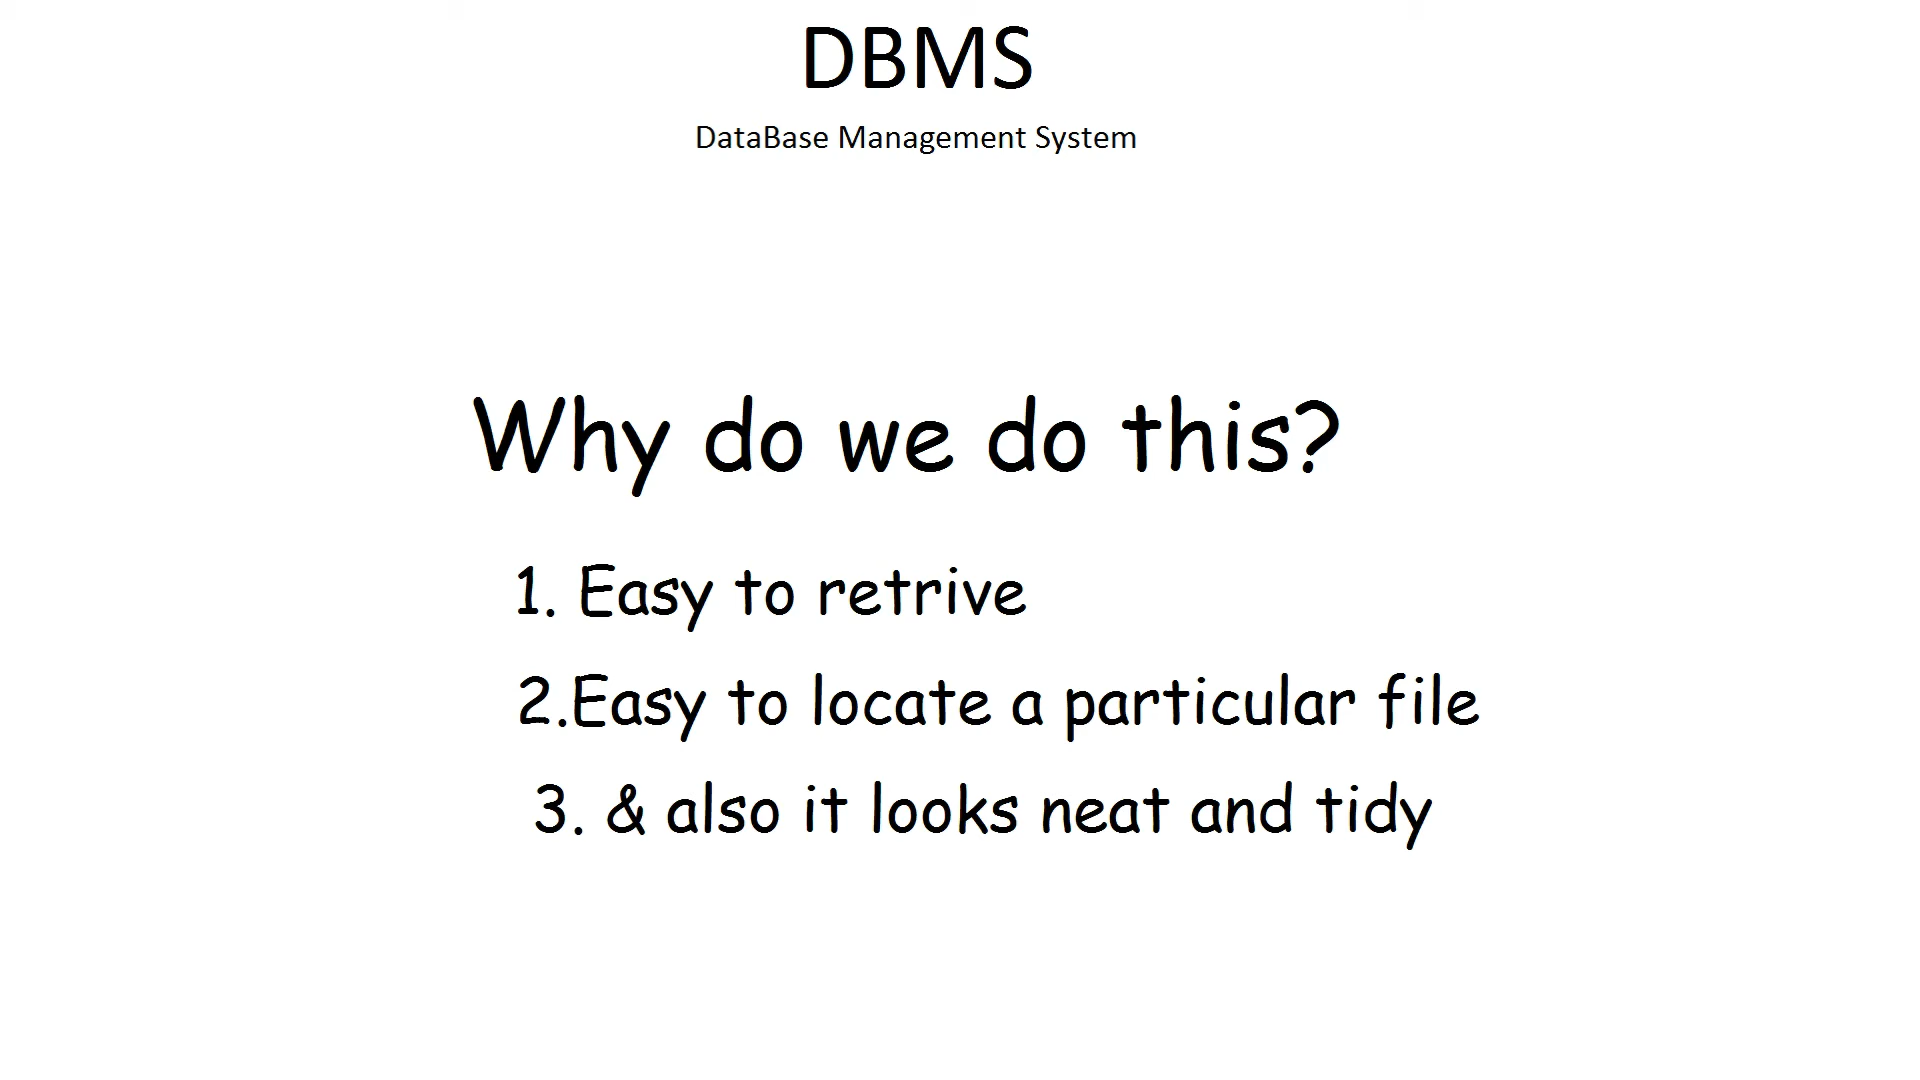 DBMS
DataBase Management System
Why do we do this?
1. Easy to retrive
2.Easy to locate a particular file
3. & also it looks neat and tidy